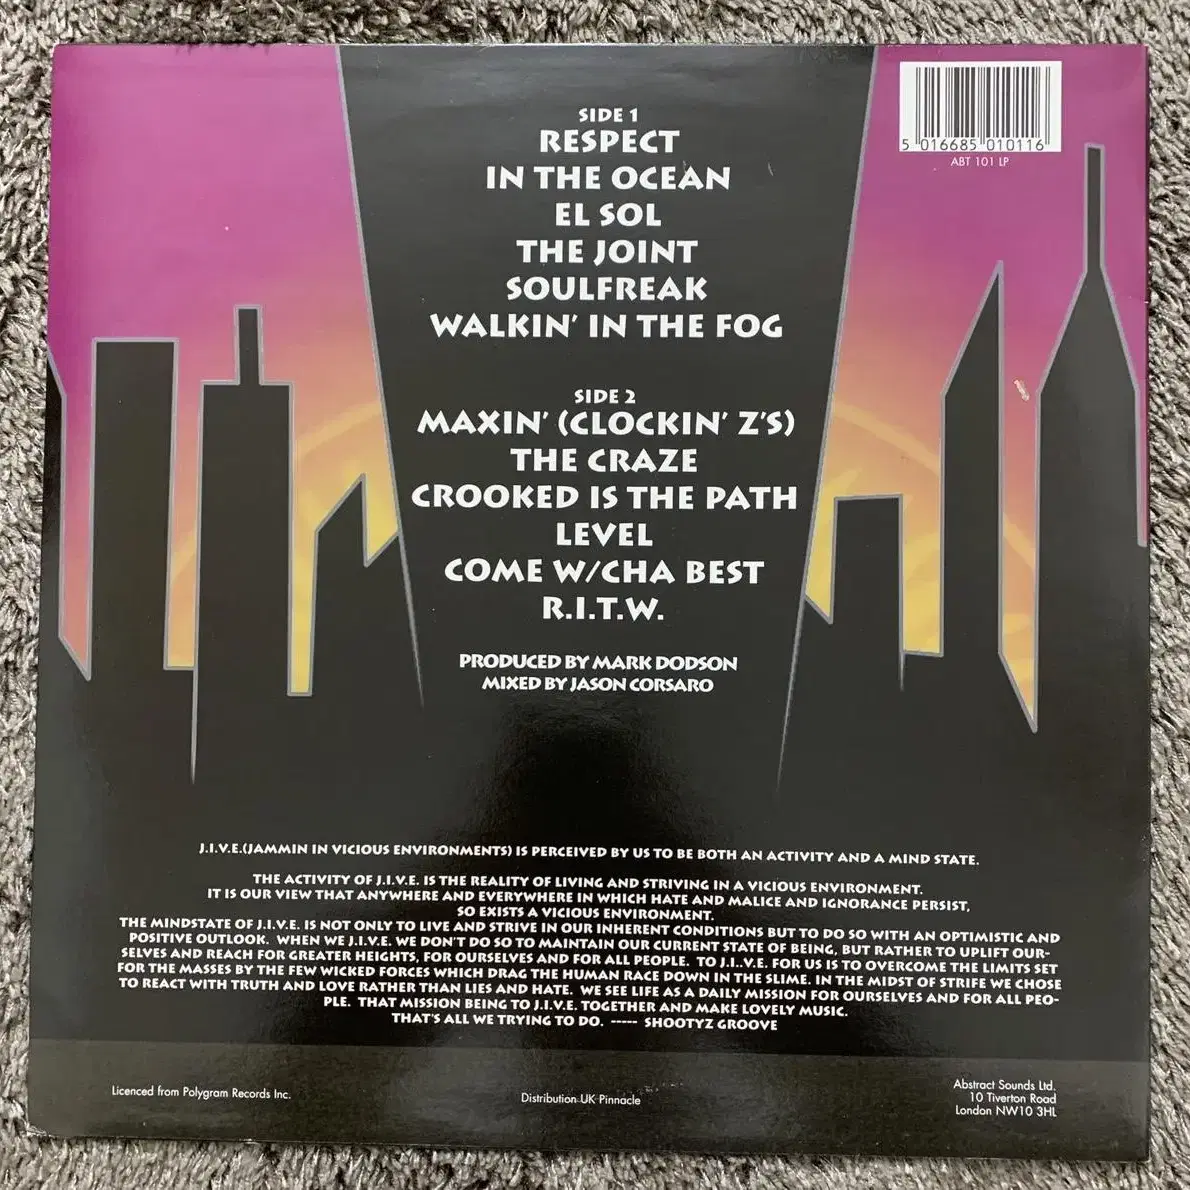 SIDE 1
RESPECT
IN THE OCEAN
EL SOL
THE JOINT
SOULFREAK
WALKIN' IN THE FOG
5 016685 010116
ABT 101 LP
SIDE 2
MAXIN' (CLOCKIN' Z'S)
THE CRAZE
CROOKED IS THE PATH
LEVEL
COME W/CHA BEST
R.I.T.W.
PRODUCED BY MARK DODSON
MIXED BY JASON CORSARO
J.I.V.E.(JAMMIN IN VICIOUS ENVIRONMENTS) IS PERCEIVED BY US TO BE BOTH AN ACTIVITY AND A MIND STATE.
THE ACTIVITY OF J.I.V.E. IS THE REALITY OF LIVING AND STRIVING IN A VICIOUS ENVIRONMENT.
IT IS OUR VIEW THAT ANYWHERE AND EVERYWHERE IN WHICH HATE AND MALICE AND IGNORANCE PERSIST,
SO EXISTS A VICIOUS ENVIRONMENT.
THE MINDSTATE OF J.I.V.E. IS NOT ONLY TO LIVE AND STRIVE IN OUR INHERENT CONDITIONS BUT TO DO SO WITH AN OPTIMISTIC AND
POSITIVE OUTLOOK. WHEN WE J.I.V.E. WE DON'T DO SO TO MAINTAIN OUR CURRENT STATE OF BEING, BUT RATHER TO UPLIFT OUR-
SELVES AND REACH FOR GREATER HEIGHTS, FOR OURSELVES AND FOR ALL PEOPLE. TO J.I..V.E. FOR US IS TO OVERCOME THE LIMITS SET
FOR THE MASSES BY THE FEW WICKED FORCES WHICH DRAG THE HUMAN RACE DOWN IN THE SLIME. IN THE MIDST OF STRIFE WE CHOSE
TO REACT WITH TRUTH AND LOVE RATHER THAN LIES AND HATE. WE SEE LIFE AS A DAILY MISSION FOR OURSELVES AND FOR ALL PEO-
PLE. THAT MISSION BEING TO J.I.V.E. TOGETHER AND MAKE LOVELY MUSIC.
THAT'S ALL WE TRYING TO DO. ----- SHOOTYZ GROOVE
Licenced from Polygram Records Inc.
Distribution UK Pinnacle
Abstract Sounds Ltd.
10 Tiverton Road
London NW10 3HL